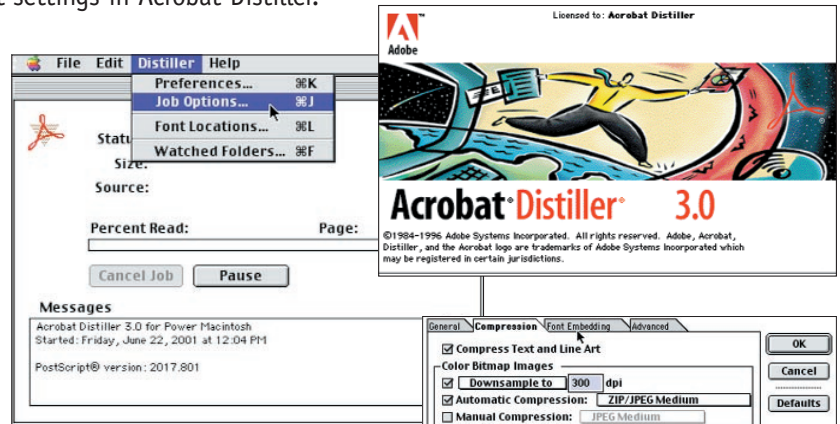 settings in Acrobat Distiller.
File Edit Distiller Help
Preferences... ⌘K
Job Options... ⌘J
Font Locations... ⌘L
Watched Folders... ⌘F
Size:
Source:
Percent Read: Page:
Cancel Job Pause
Messages
Acrobat Distiller 3.0 for Power Macintosh
Started: Friday, June 22, 2001 at 12:04 PM
PostScript® version: 2017.801
Adobe
Licensed to: Acrobat Distiller
Acrobat® Distiller® 3.0
©1984-1996 Adobe Systems Incorporated. All rights reserved. Adobe, Acrobat,
Distiller, and the Acrobat logo are trademarks of Adobe Systems Incorporated which
may be registered in certain jurisdictions.
General Compression Font Embedding Advanced
Compress Text and Line Art
Color Bitmap Images
Downsample to 300 dpi
Automatic Compression: ZIP/JPEG Medium
Manual Compression: JPEG Medium
OK
Cancel
Defaults